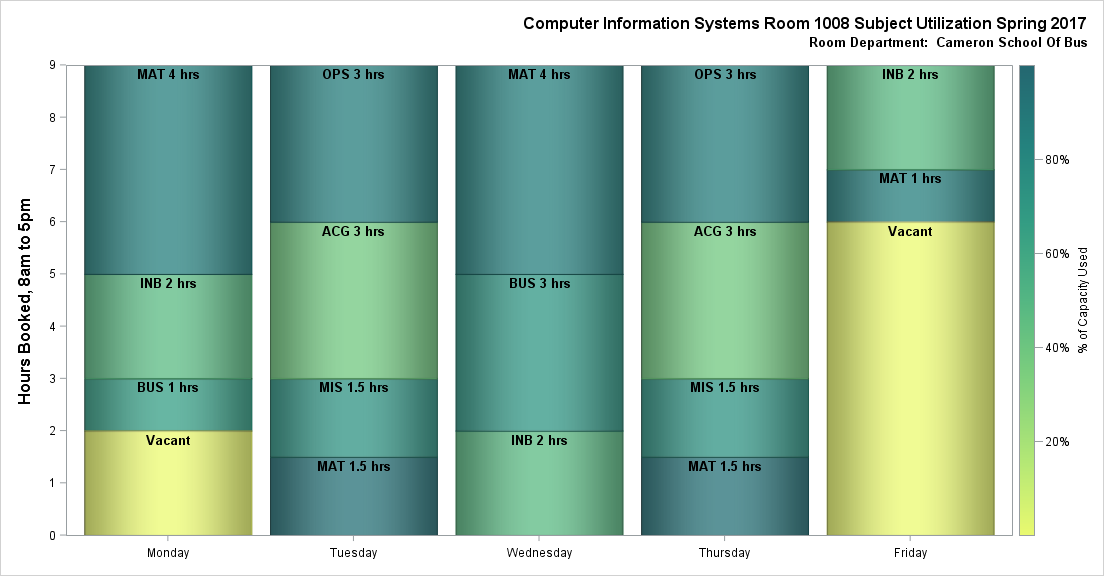 Computer Information Systems Room 1008 Subject Utilization Spring 2017
Room Department: Cameron School Of Bus
Hours Booked, 8am to 5pm
9
8
7
6
5
4
3
2
1
0
MAT 4 hrs
INB 2 hrs
BUS 1 hrs
Vacant
OPS 3 hrs
ACG 3 hrs
MIS 1.5 hrs
MAT 1.5 hrs
MAT 4 hrs
BUS 3 hrs
INB 2 hrs
OPS 3 hrs
ACG 3 hrs
MIS 1.5 hrs
MAT 1.5 hrs
INB 2 hrs
MAT 1 hrs
Vacant
Monday
Tuesday
Wednesday
Thursday
Friday
80%
60%
40%
20%
% of Capacity Used